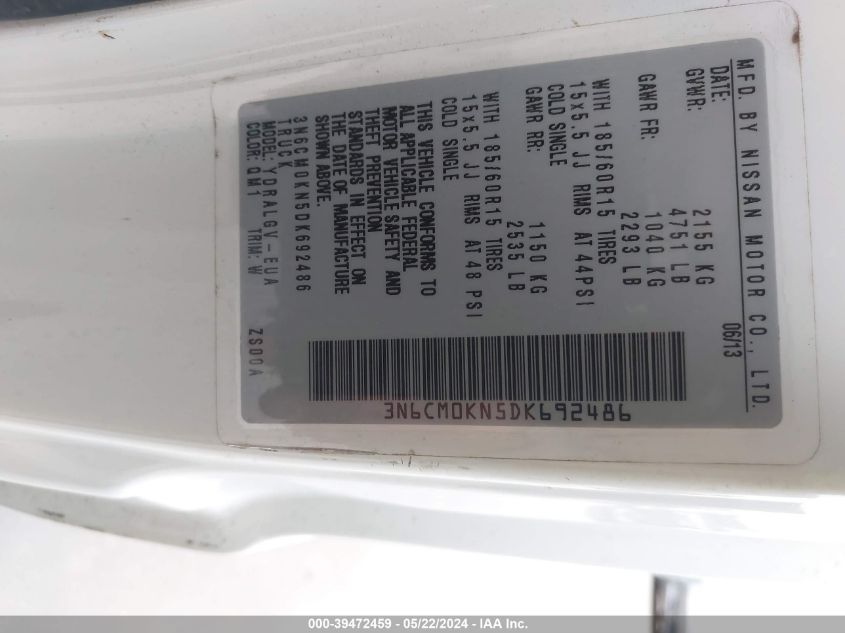 MFD. BY NISSAN MOTOR CO., LTD.
DATE: 06/13
GVWR: 2155 KG
4751 LB
GAWR FR: 1040 KG
2293 LB
WITH 185/60R15 TIRES
15x5.5 JJ RIMS AT 44PSI
COLD SINGLE
GAWR RR: 1150 KG
2535 LB
WITH 185/60R15 TIRES
15x5.5 JJ RIMS AT 48 PSI
COLD SINGLE
THIS VEHICLE CONFORMS TO
ALL APPLICABLE FEDERAL
MOTOR VEHICLE SAFETY AND
THEFT PREVENTION
STANDARDS IN EFFECT ON
THE DATE OF MANUFACTURE
SHOWN ABOVE.
3N6CM0KN5DK692486
TRUCK
MODEL: YDRALGV-EUA
COLOR: QM1 TRIM: W ZS00A
3N6CM0KN5DK692486
000-39472459 - 05/22/2024 - IAA Inc.